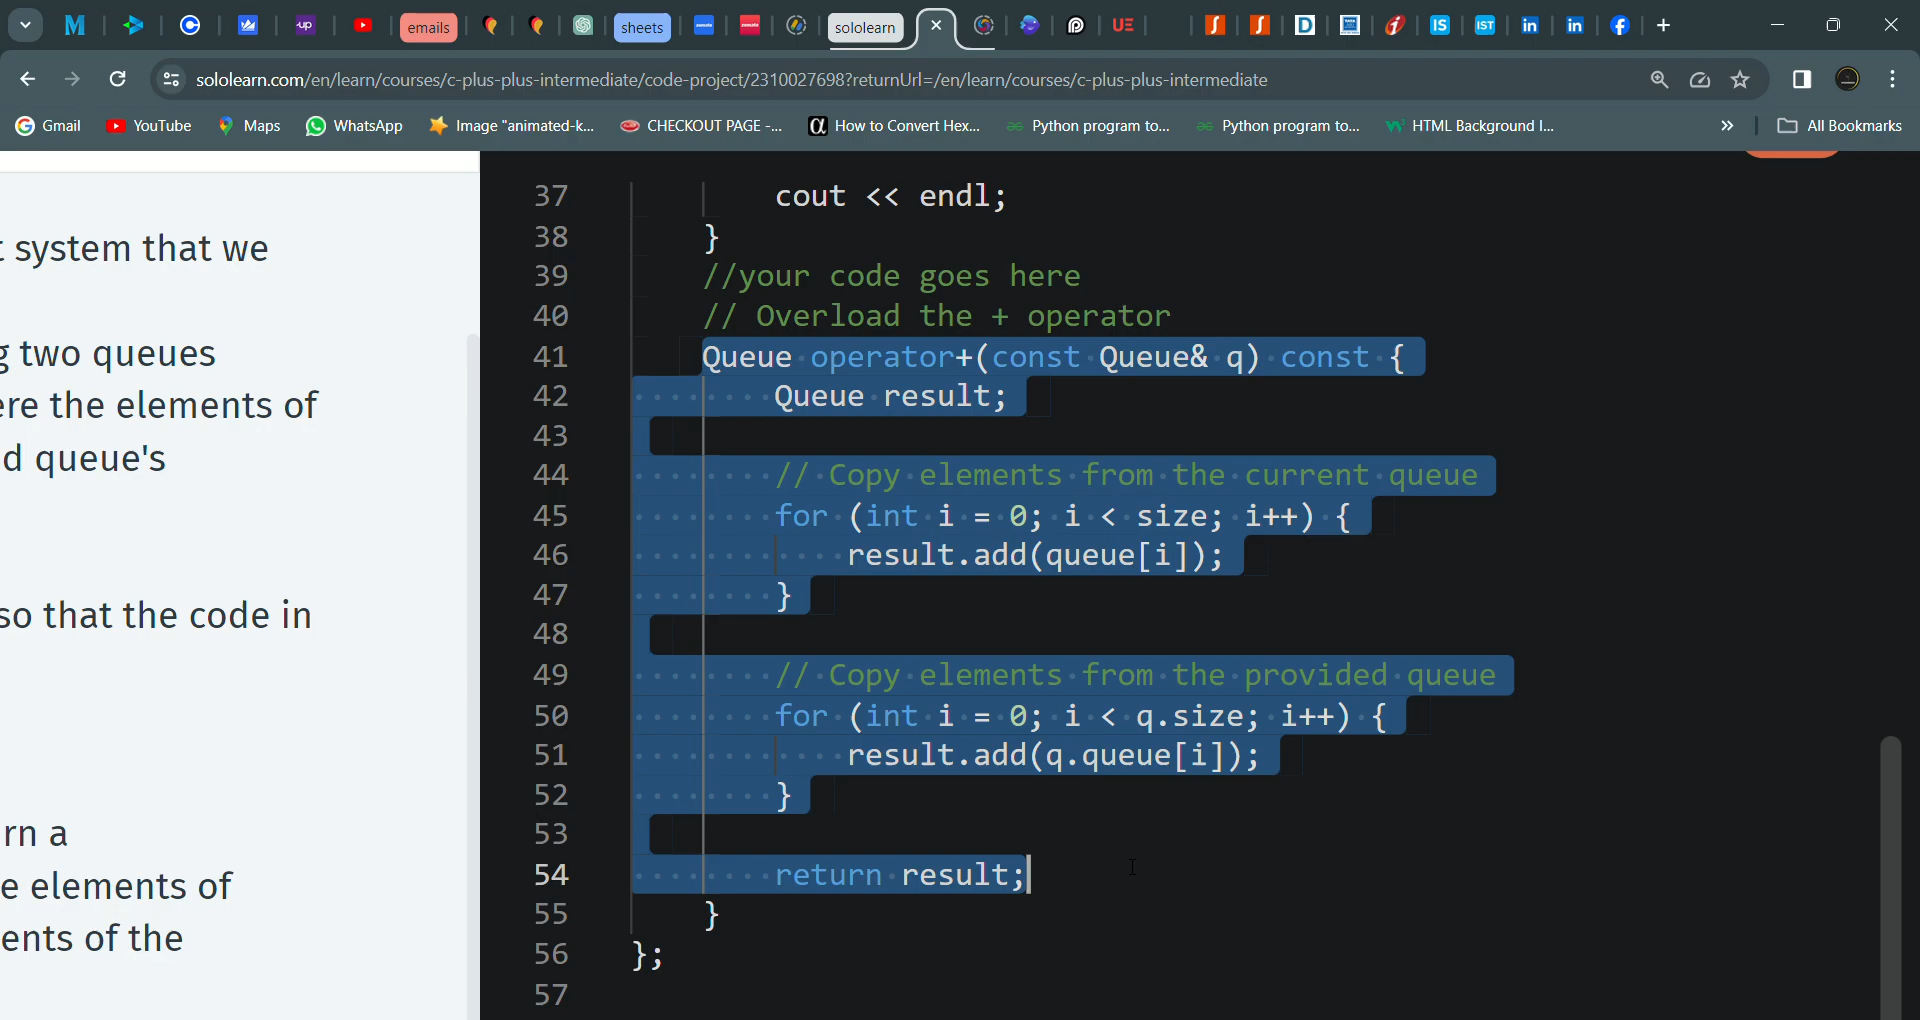 emails
sheets
sololearn
sololearn.com/en/learn/courses/c-plus-plus-intermediate/code-project/2310027698?returnUrl=/en/learn/courses/c-plus-plus-intermediate
Gmail YouTube Maps WhatsApp Image "animated-k... CHECKOUT PAGE -... How to Convert Hex... Python program to... Python program to... HTML Background I... » All Bookmarks
system that we
two queues
ere the elements of
d queue's
so that the code in
rn a
e elements of
ents of the
37 cout << endl;
38 }
39 //your code goes here
40 // Overload the + operator
41 Queue operator+(const Queue& q) const {
42 Queue result;
43
44 // Copy elements from the current queue
45 for (int i = 0; i < size; i++) {
46 result.add(queue[i]);
47 }
48
49 // Copy elements from the provided queue
50 for (int i = 0; i < q.size; i++) {
51 result.add(q.queue[i]);
52 }
53
54 return result;
55 }
56 };
57